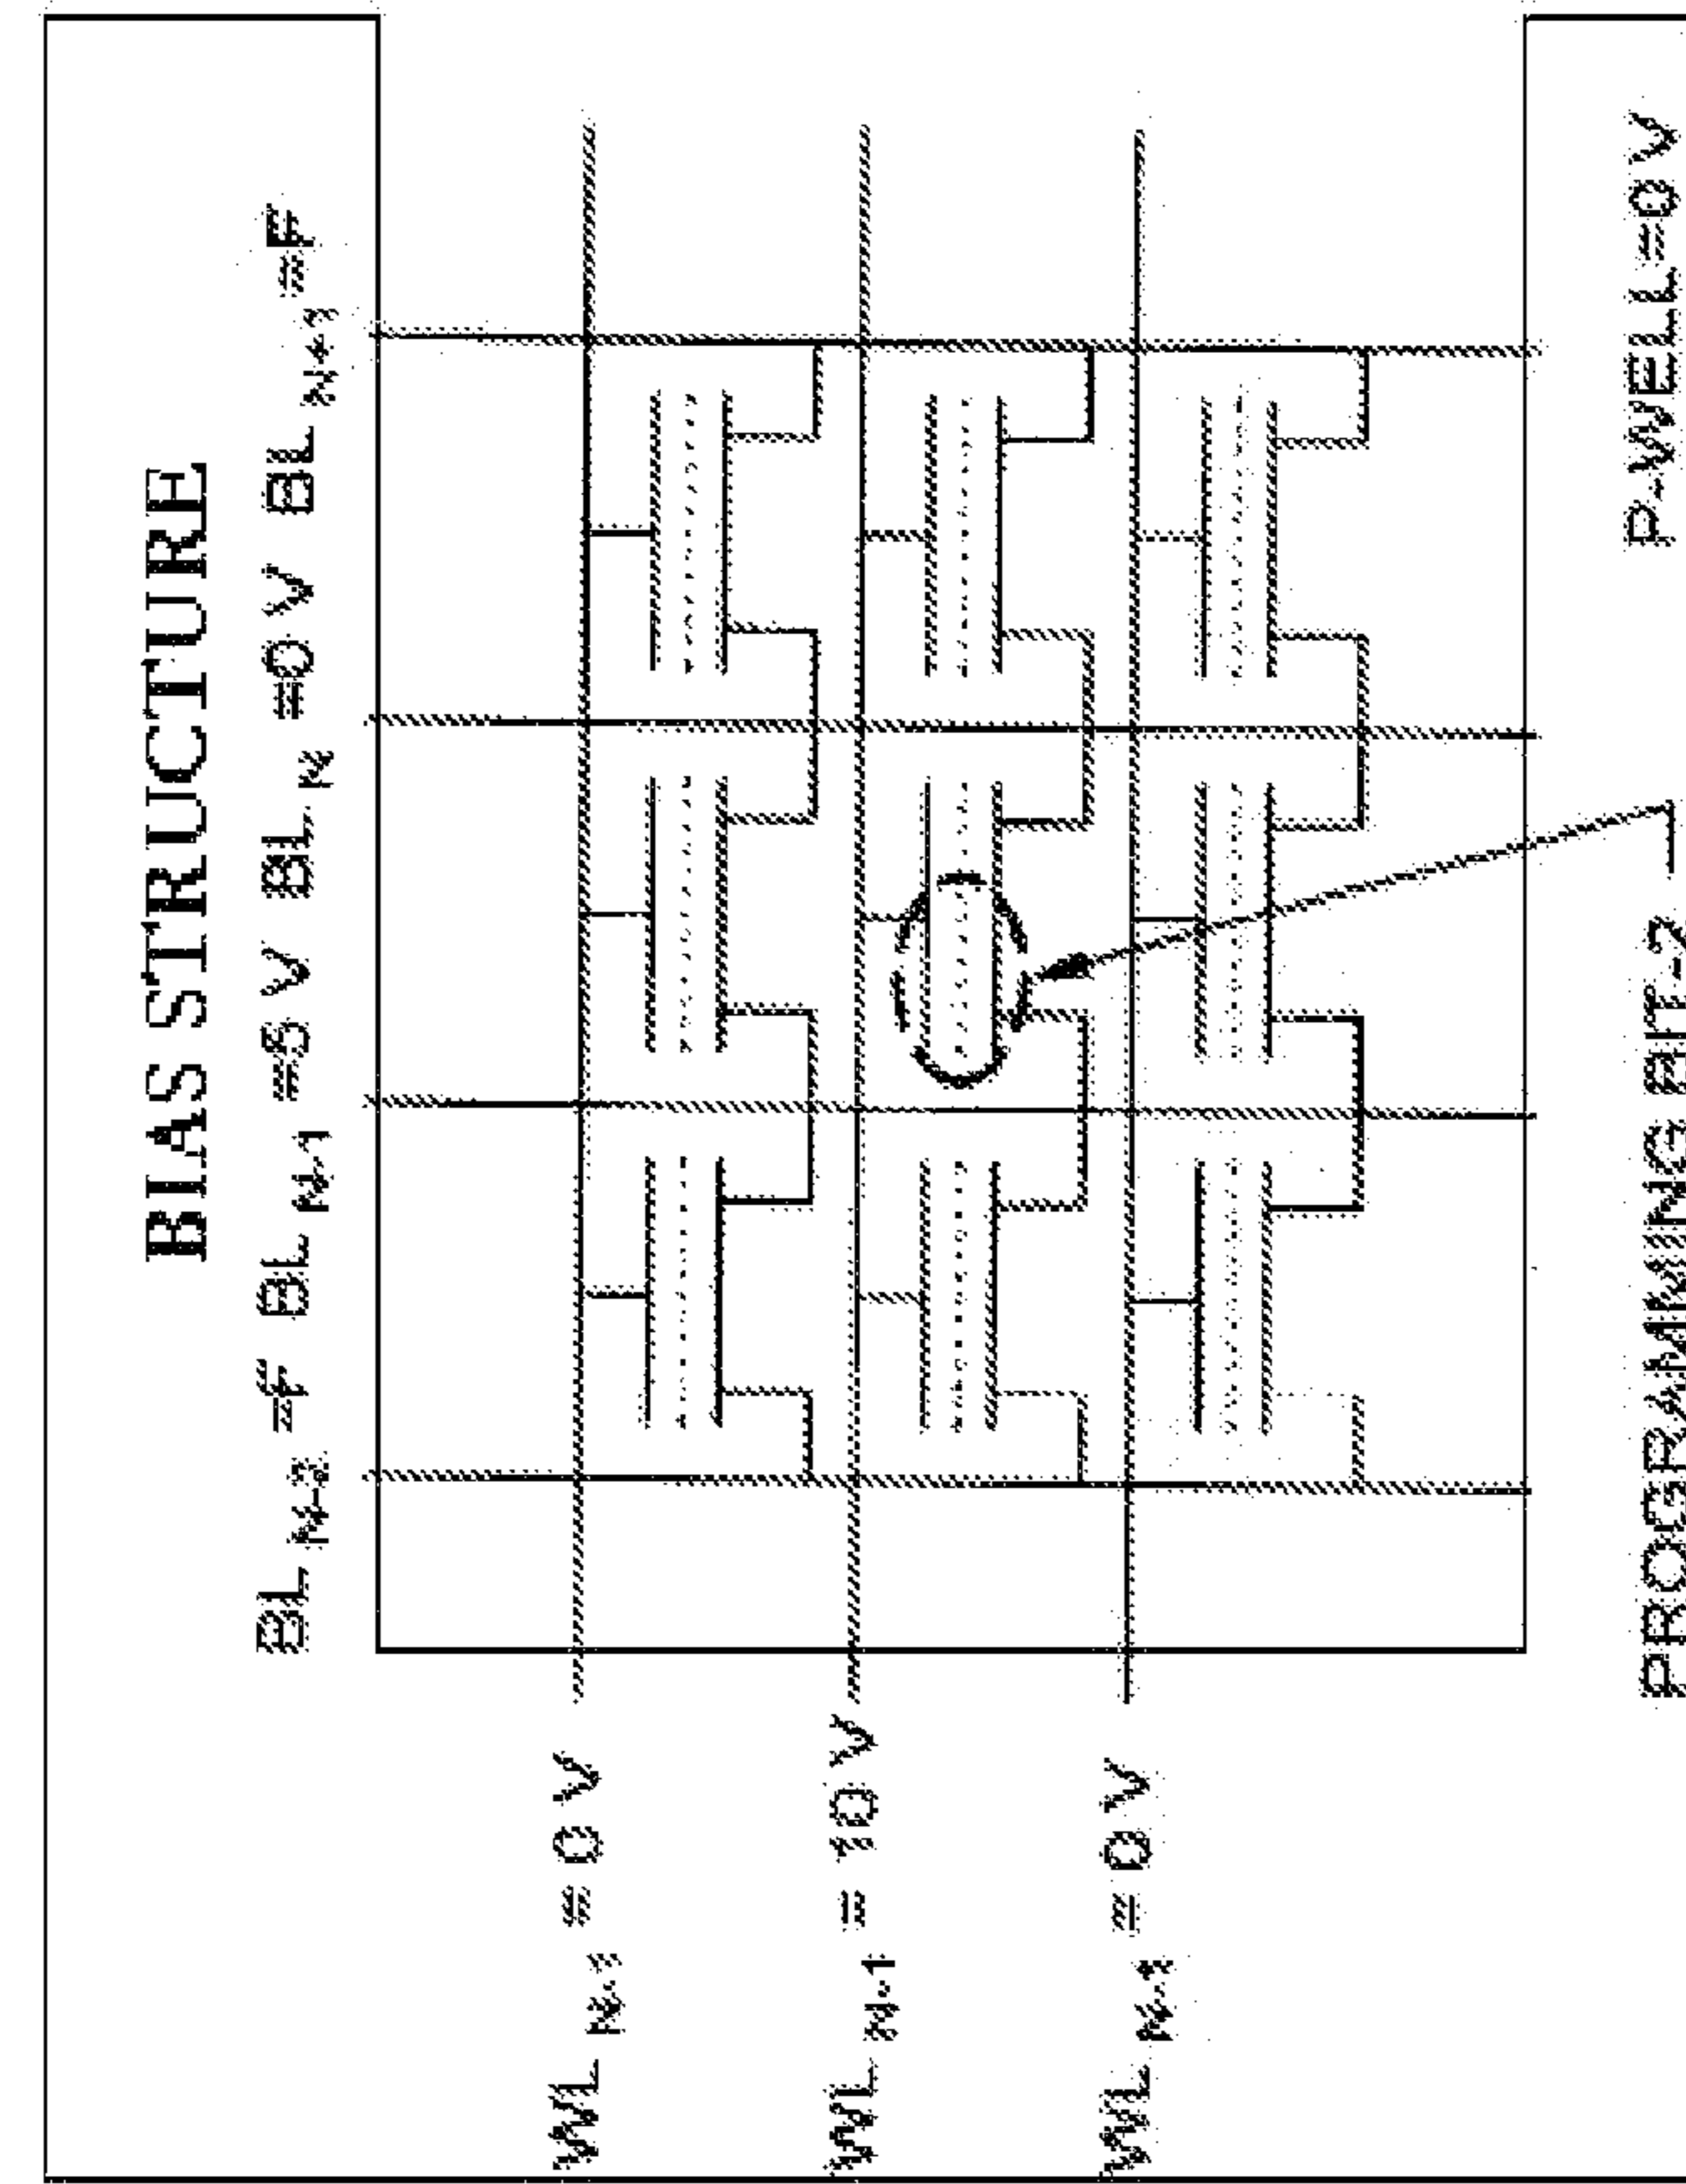 BIAS STRUCTURE
BL N-2 =F BL N-1 =5 V BL N =0 V BL N+1 =F
WL N-1 = 0 V
WL N-1 = 10 V
WL N-1 = 0 V
PROGRAMMING BIT-2
P-WELL=0 V